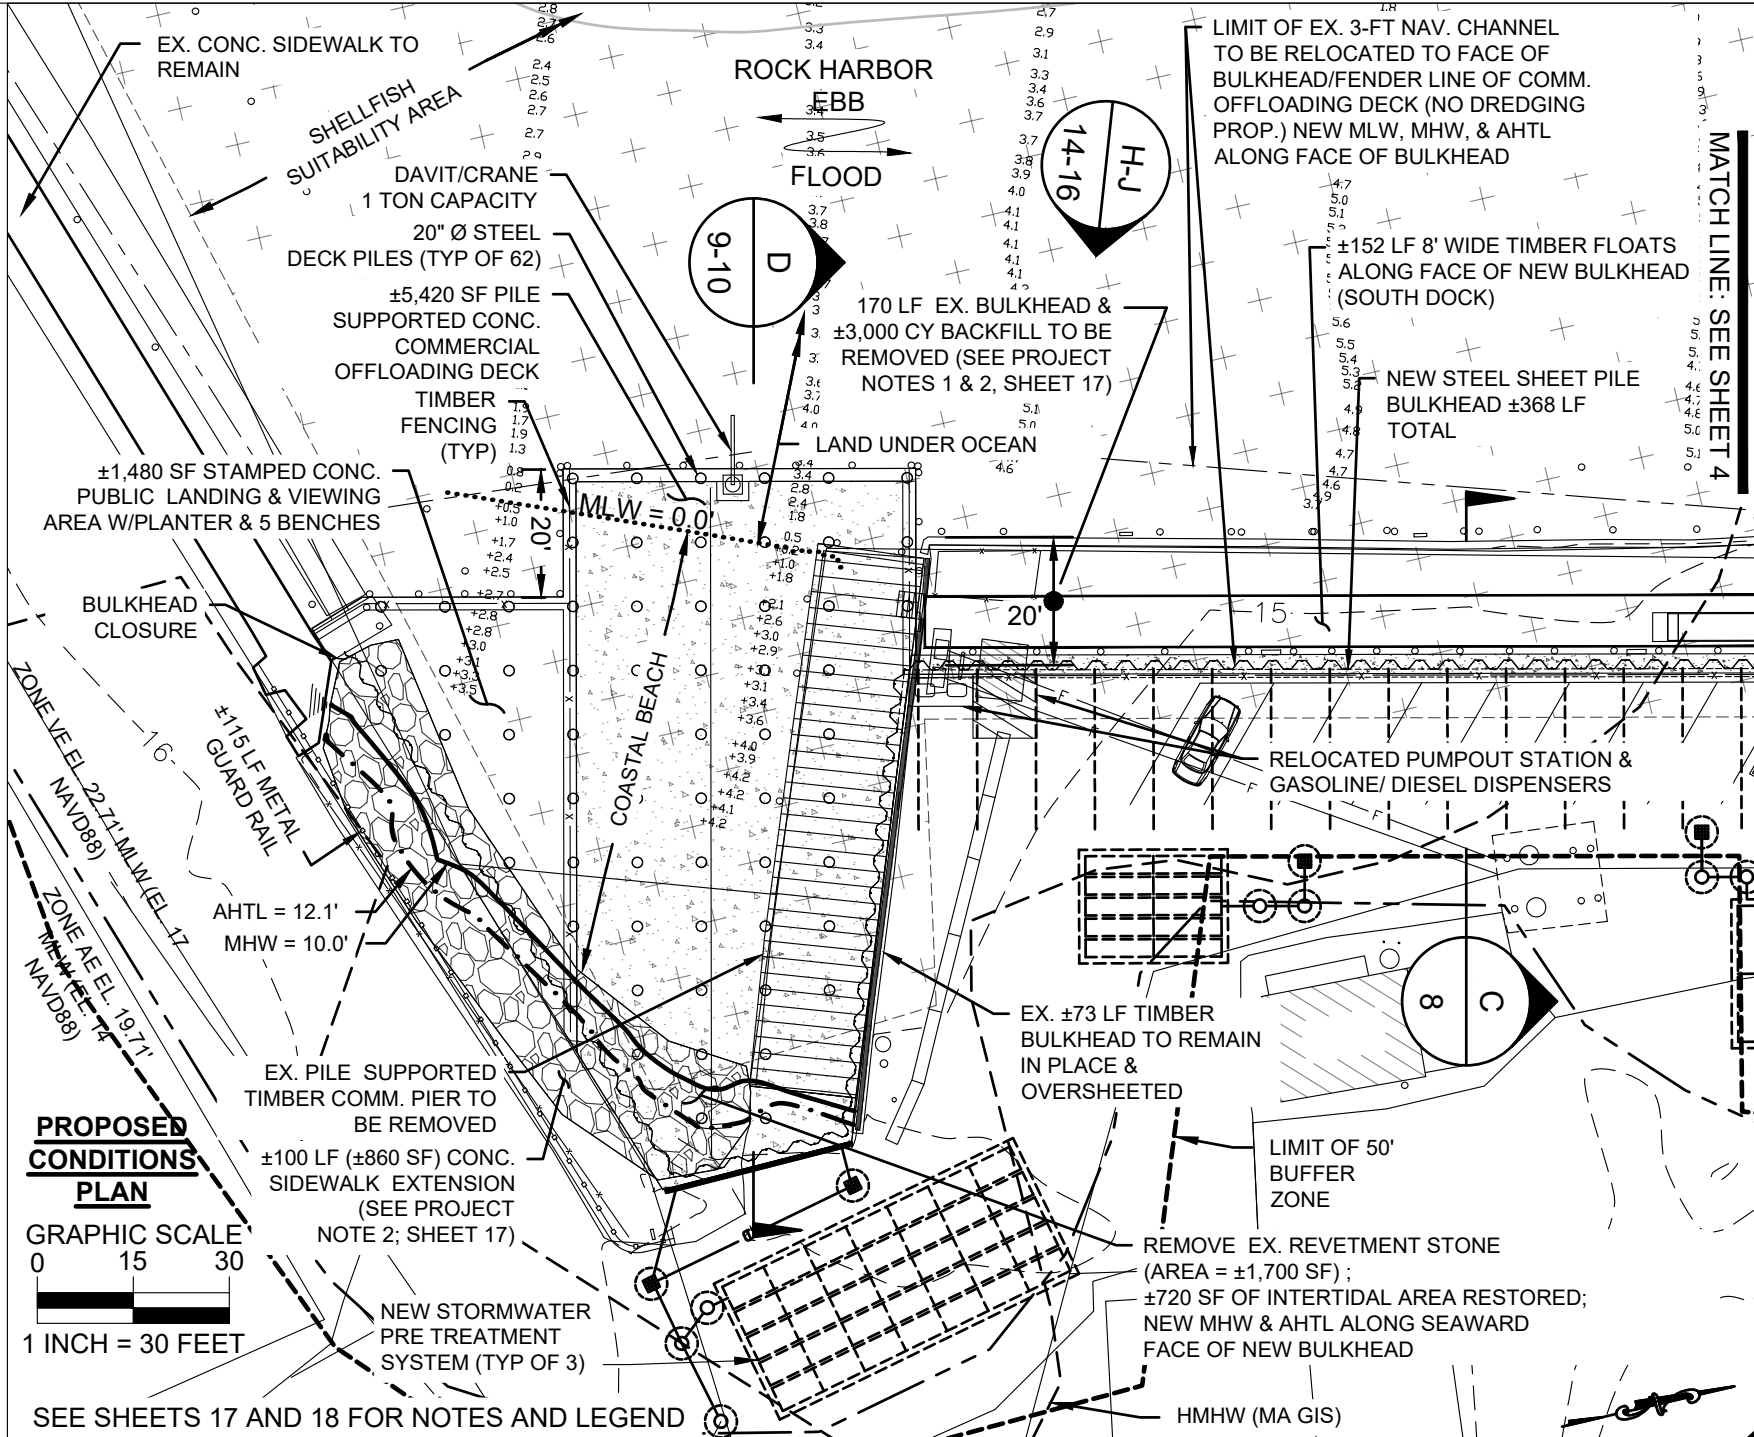 EX. CONC. SIDEWALK TO
REMAIN
SHELLFISH
SUITABILITY AREA
ROCK HARBOR
EBB
FLOOD
LIMIT OF EX. 3-FT NAV. CHANNEL
TO BE RELOCATED TO FACE OF
BULKHEAD/FENDER LINE OF COMM.
OFFLOADING DECK (NO DREDGING
PROP.) NEW MLW, MHW, & AHTL
ALONG FACE OF BULKHEAD
MATCH LINE: SEE SHEET 4
H-J
14-16
DAVIT/CRANE
1 TON CAPACITY
20" Ø STEEL
DECK PILES (TYP OF 62)
D
9-10
±5,420 SF PILE
SUPPORTED CONC.
COMMERCIAL
OFFLOADING DECK
TIMBER
FENCING
(TYP)
170 LF EX. BULKHEAD &
±3,000 CY BACKFILL TO BE
REMOVED (SEE PROJECT
NOTES 1 & 2, SHEET 17)
±152 LF 8' WIDE TIMBER FLOATS
ALONG FACE OF NEW BULKHEAD
(SOUTH DOCK)
NEW STEEL SHEET PILE
BULKHEAD ±368 LF
TOTAL
LAND UNDER OCEAN
±1,480 SF STAMPED CONC.
PUBLIC LANDING & VIEWING
AREA W/PLANTER & 5 BENCHES
MLW = 0.0'
20'
20'
15
BULKHEAD
CLOSURE
COASTAL BEACH
16
ZONE VE EL. 22.71' MLW (EL. 17
NAVD88)
±115 LF METAL
GUARD RAIL
RELOCATED PUMPOUT STATION &
GASOLINE/ DIESEL DISPENSERS
AHTL = 12.1'
MHW = 10.0'
ZONE AE EL. 19.71'
MLW (EL. 14
NAVD88)
C
8
EX. ±73 LF TIMBER
BULKHEAD TO REMAIN
IN PLACE &
OVERSHEETED
EX. PILE SUPPORTED
TIMBER COMM. PIER TO
BE REMOVED
±100 LF (±860 SF) CONC.
SIDEWALK EXTENSION
(SEE PROJECT
NOTE 2; SHEET 17)
LIMIT OF 50'
BUFFER
ZONE
PROPOSED
CONDITIONS
PLAN
GRAPHIC SCALE
0 15 30
1 INCH = 30 FEET
NEW STORMWATER
PRE TREATMENT
SYSTEM (TYP OF 3)
REMOVE EX. REVETMENT STONE
(AREA = ±1,700 SF) ;
±720 SF OF INTERTIDAL AREA RESTORED;
NEW MHW & AHTL ALONG SEAWARD
FACE OF NEW BULKHEAD
HMHW (MA GIS)
SEE SHEETS 17 AND 18 FOR NOTES AND LEGEND